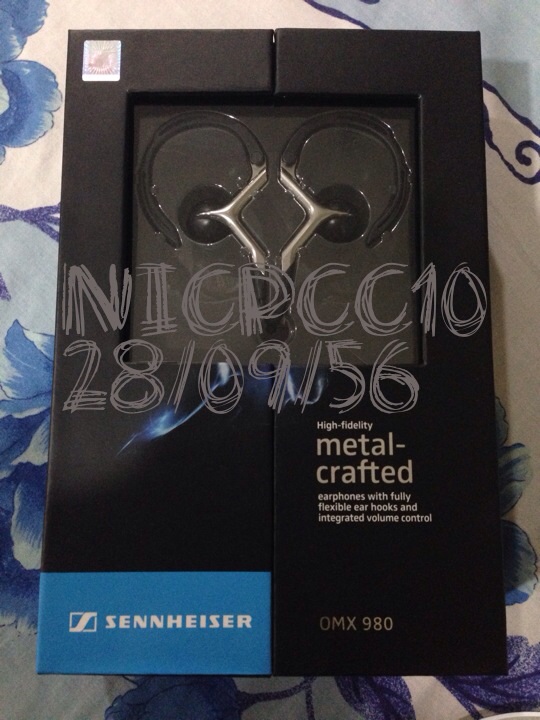 NICPCC10
28/09/56
High-fidelity
metal-
crafted
earphones with fully
flexible ear hooks and
integrated volume control
SENNHEISER
OMX 980